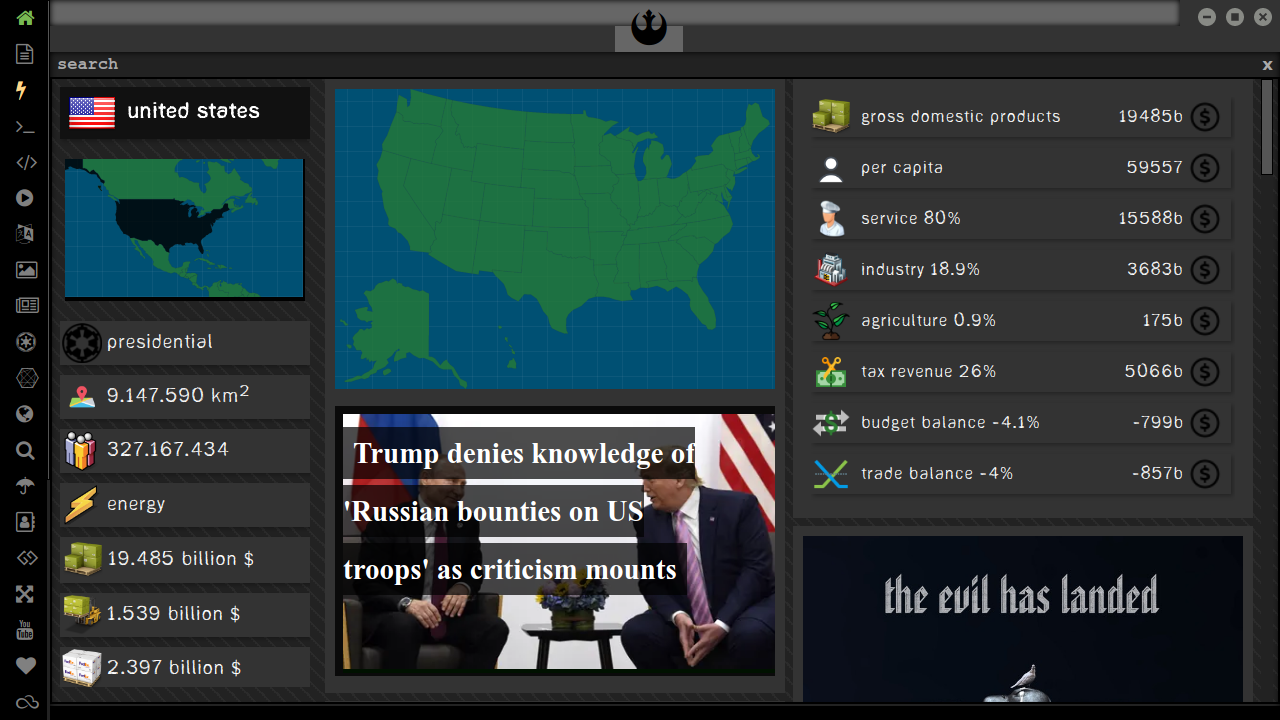 search
x
united states
presidential
9.147.590 km²
327.167.434
energy
19.485 billion $
1.539 billion $
2.397 billion $
Trump denies knowledge of
'Russian bounties on US
troops' as criticism mounts
gross domestic products 19485b $
per capita 59557 $
service 80% 15588b $
industry 18.9% 3683b $
agriculture 0.9% 175b $
tax revenue 26% 5066b $
budget balance -4.1% -799b $
trade balance -4% -857b $
the evil has landed
You
Tube
FedEx
FedEx